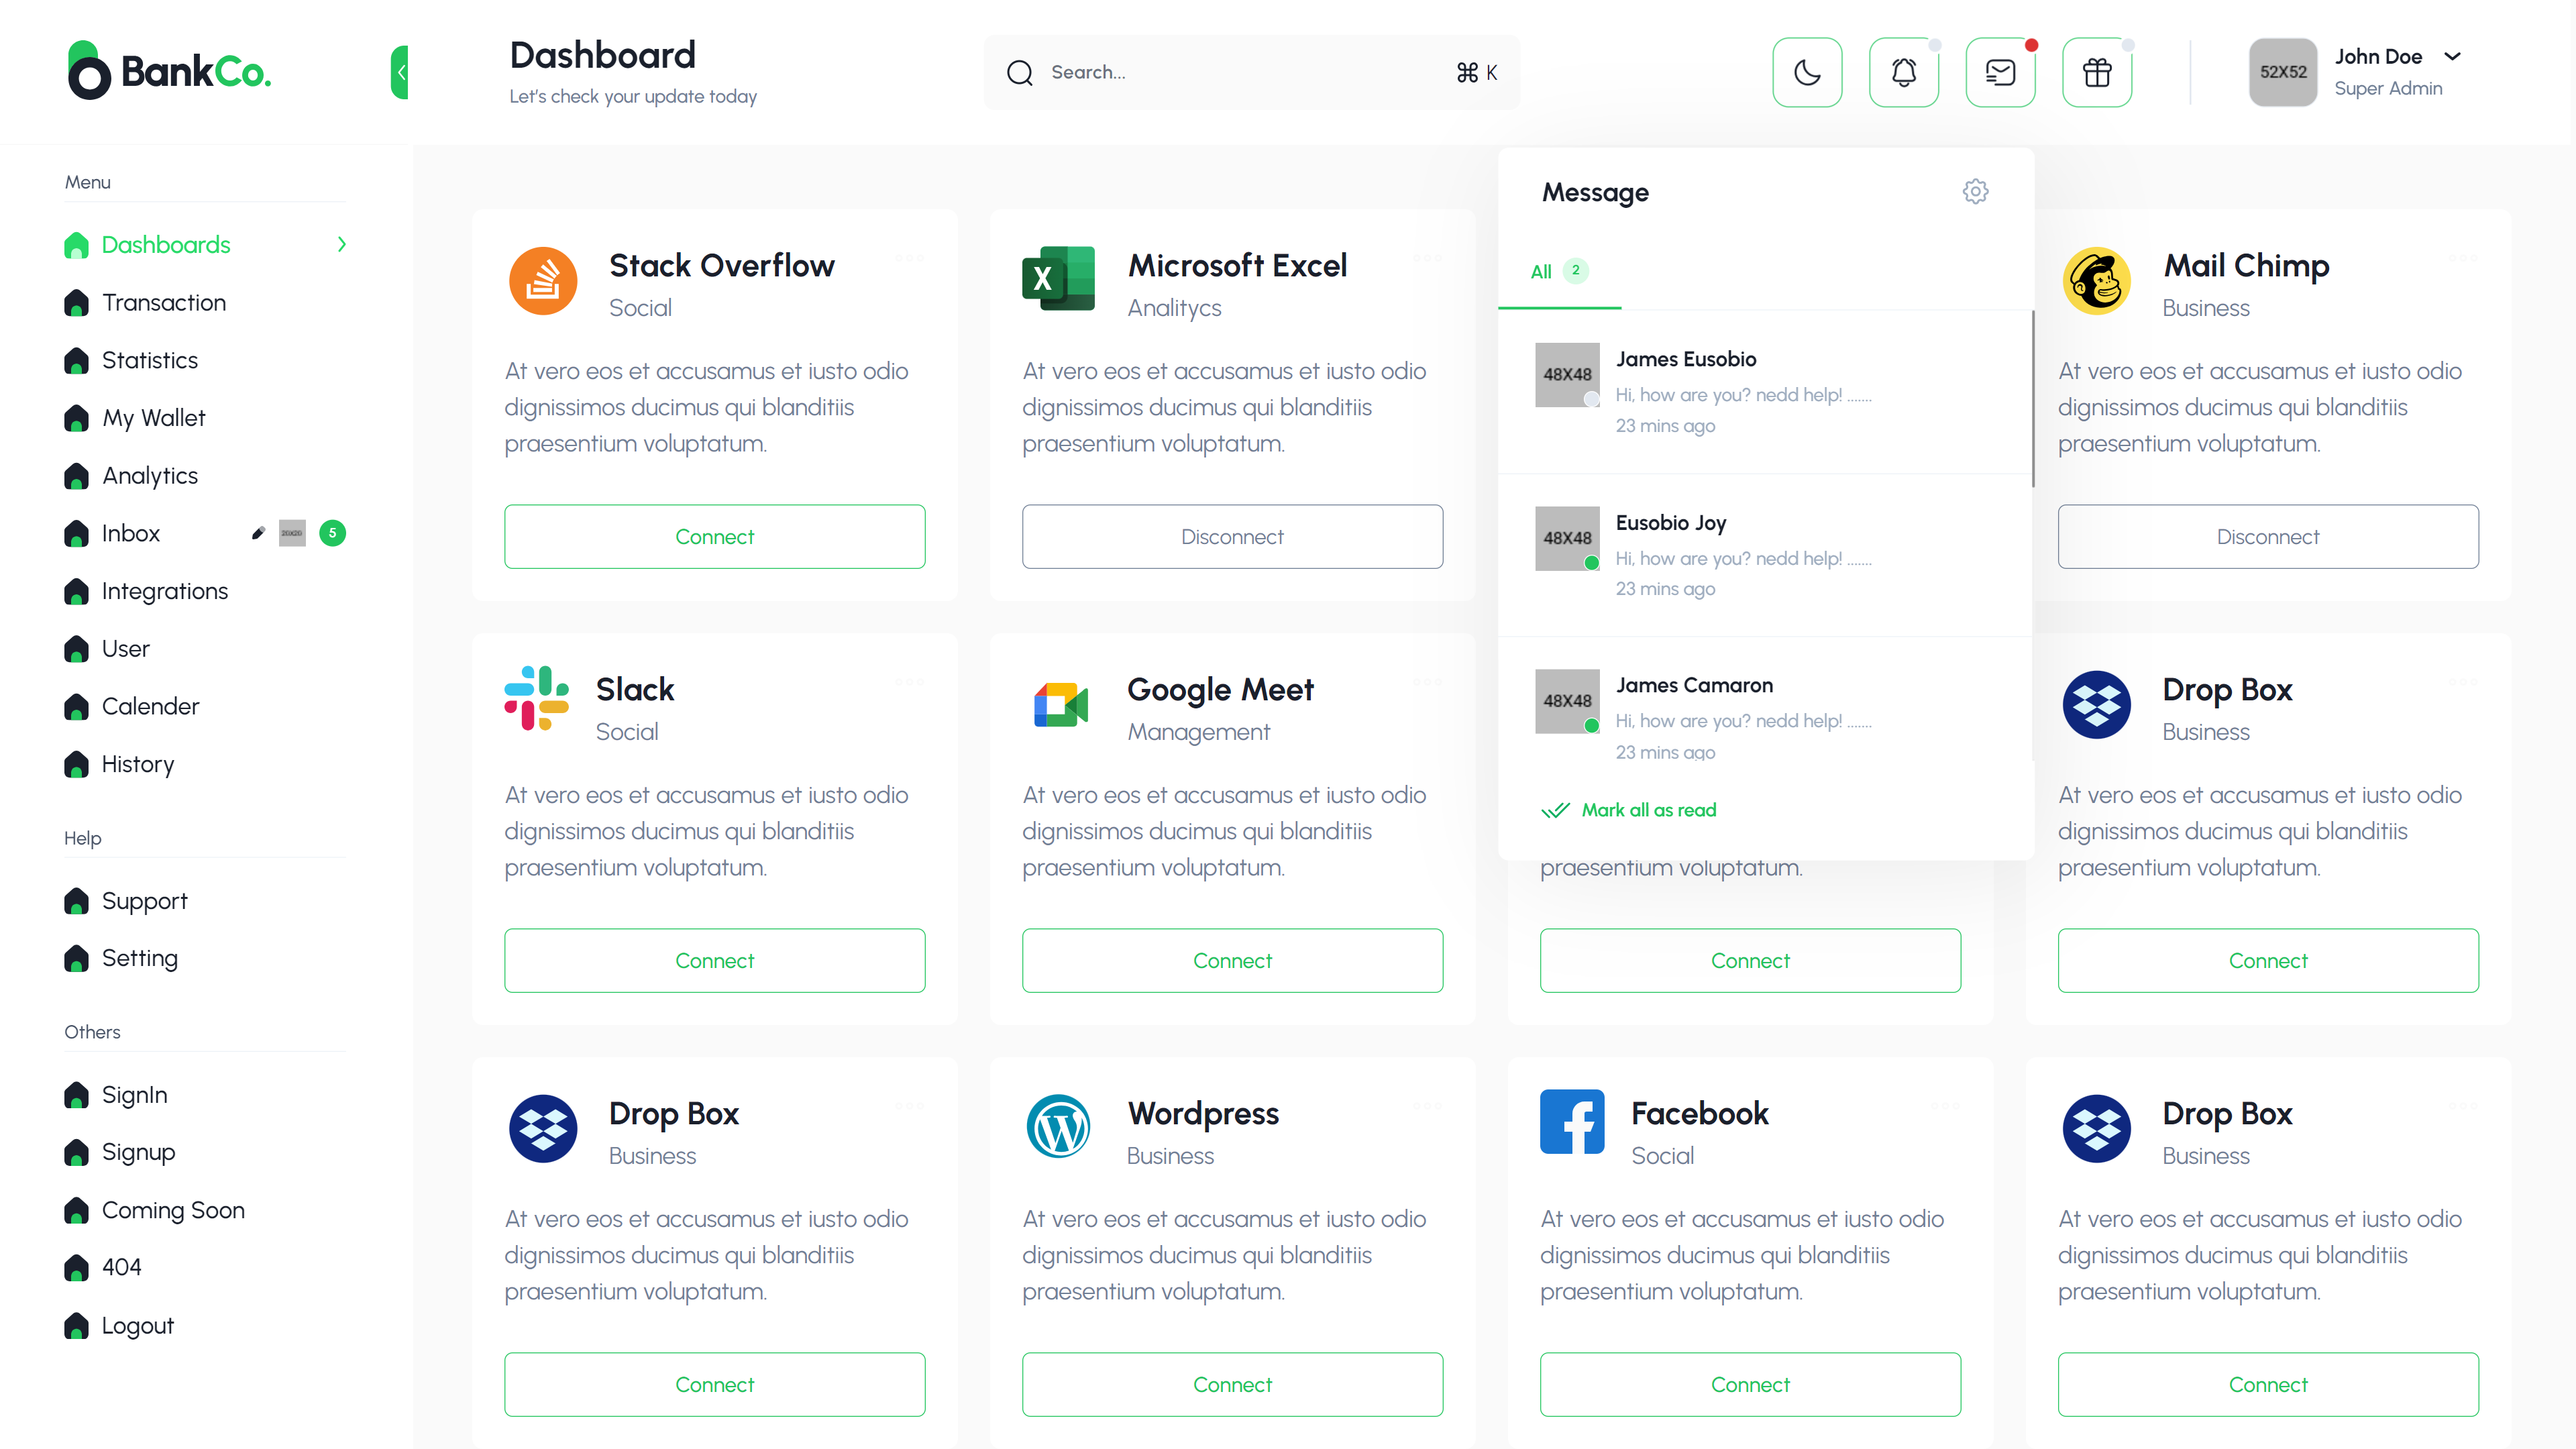 BankCo.
Dashboard
Let's check your update today
Search...
⌘ K
52X52
John Doe
Super Admin
Menu
Dashboards
Transaction
Statistics
My Wallet
Analytics
Inbox
5
Integrations
User
Calender
History
Help
Support
Setting
Others
SignIn
Signup
Coming Soon
404
Logout
Stack Overflow
Social
At vero eos et accusamus et iusto odio
dignissimos ducimus qui blanditiis
praesentium voluptatum.
Connect
Microsoft Excel
Analitycs
At vero eos et accusamus et iusto odio
dignissimos ducimus qui blanditiis
praesentium voluptatum.
Disconnect
Message
All 2
48X48
James Eusobio
Hi, how are you? nedd help! .......
23 mins ago
48X48
Eusobio Joy
Hi, how are you? nedd help! .......
23 mins ago
48X48
James Camaron
Hi, how are you? nedd help! .......
23 mins ago
Mark all as read
Mail Chimp
Business
At vero eos et accusamus et iusto odio
dignissimos ducimus qui blanditiis
praesentium voluptatum.
Disconnect
Slack
Social
At vero eos et accusamus et iusto odio
dignissimos ducimus qui blanditiis
praesentium voluptatum.
Connect
Google Meet
Management
At vero eos et accusamus et iusto odio
dignissimos ducimus qui blanditiis
praesentium voluptatum.
Connect
praesentium voluptatum.
Connect
Drop Box
Business
At vero eos et accusamus et iusto odio
dignissimos ducimus qui blanditiis
praesentium voluptatum.
Connect
Drop Box
Business
At vero eos et accusamus et iusto odio
dignissimos ducimus qui blanditiis
praesentium voluptatum.
Connect
Wordpress
Business
At vero eos et accusamus et iusto odio
dignissimos ducimus qui blanditiis
praesentium voluptatum.
Connect
Facebook
Social
At vero eos et accusamus et iusto odio
dignissimos ducimus qui blanditiis
praesentium voluptatum.
Connect
Drop Box
Business
At vero eos et accusamus et iusto odio
dignissimos ducimus qui blanditiis
praesentium voluptatum.
Connect